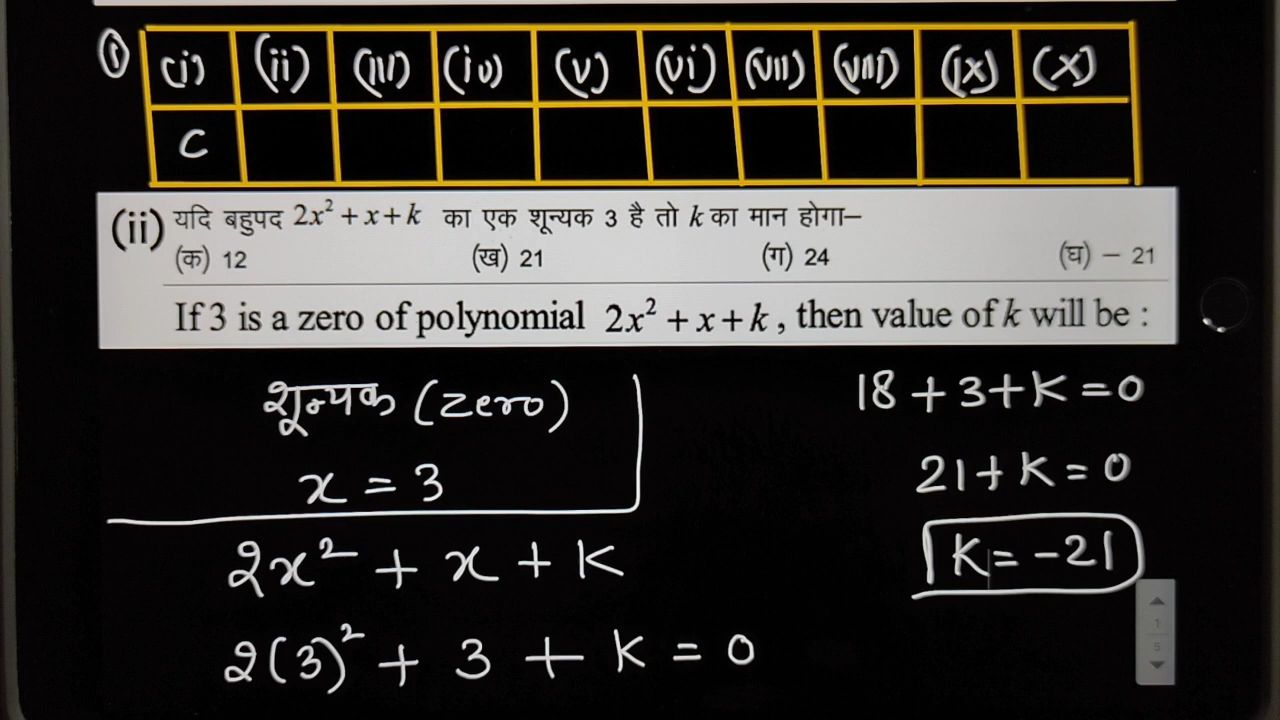 ① (i) (ii) (iii) (iv) (v) (vi) (vii) (viii) (ix) (x)
C
(ii) यदि बहुपद 2x² + x + k का एक शून्यक 3 है तो k का मान होगा–
(क) 12 (ख) 21 (ग) 24 (घ) – 21
If 3 is a zero of polynomial 2x² + x + k, then value of k will be :
शून्यक (zero)
x = 3
2x² + x + K
2(3)² + 3 + K = 0
18 + 3 + K = 0
21 + K = 0
K = -21
1
5